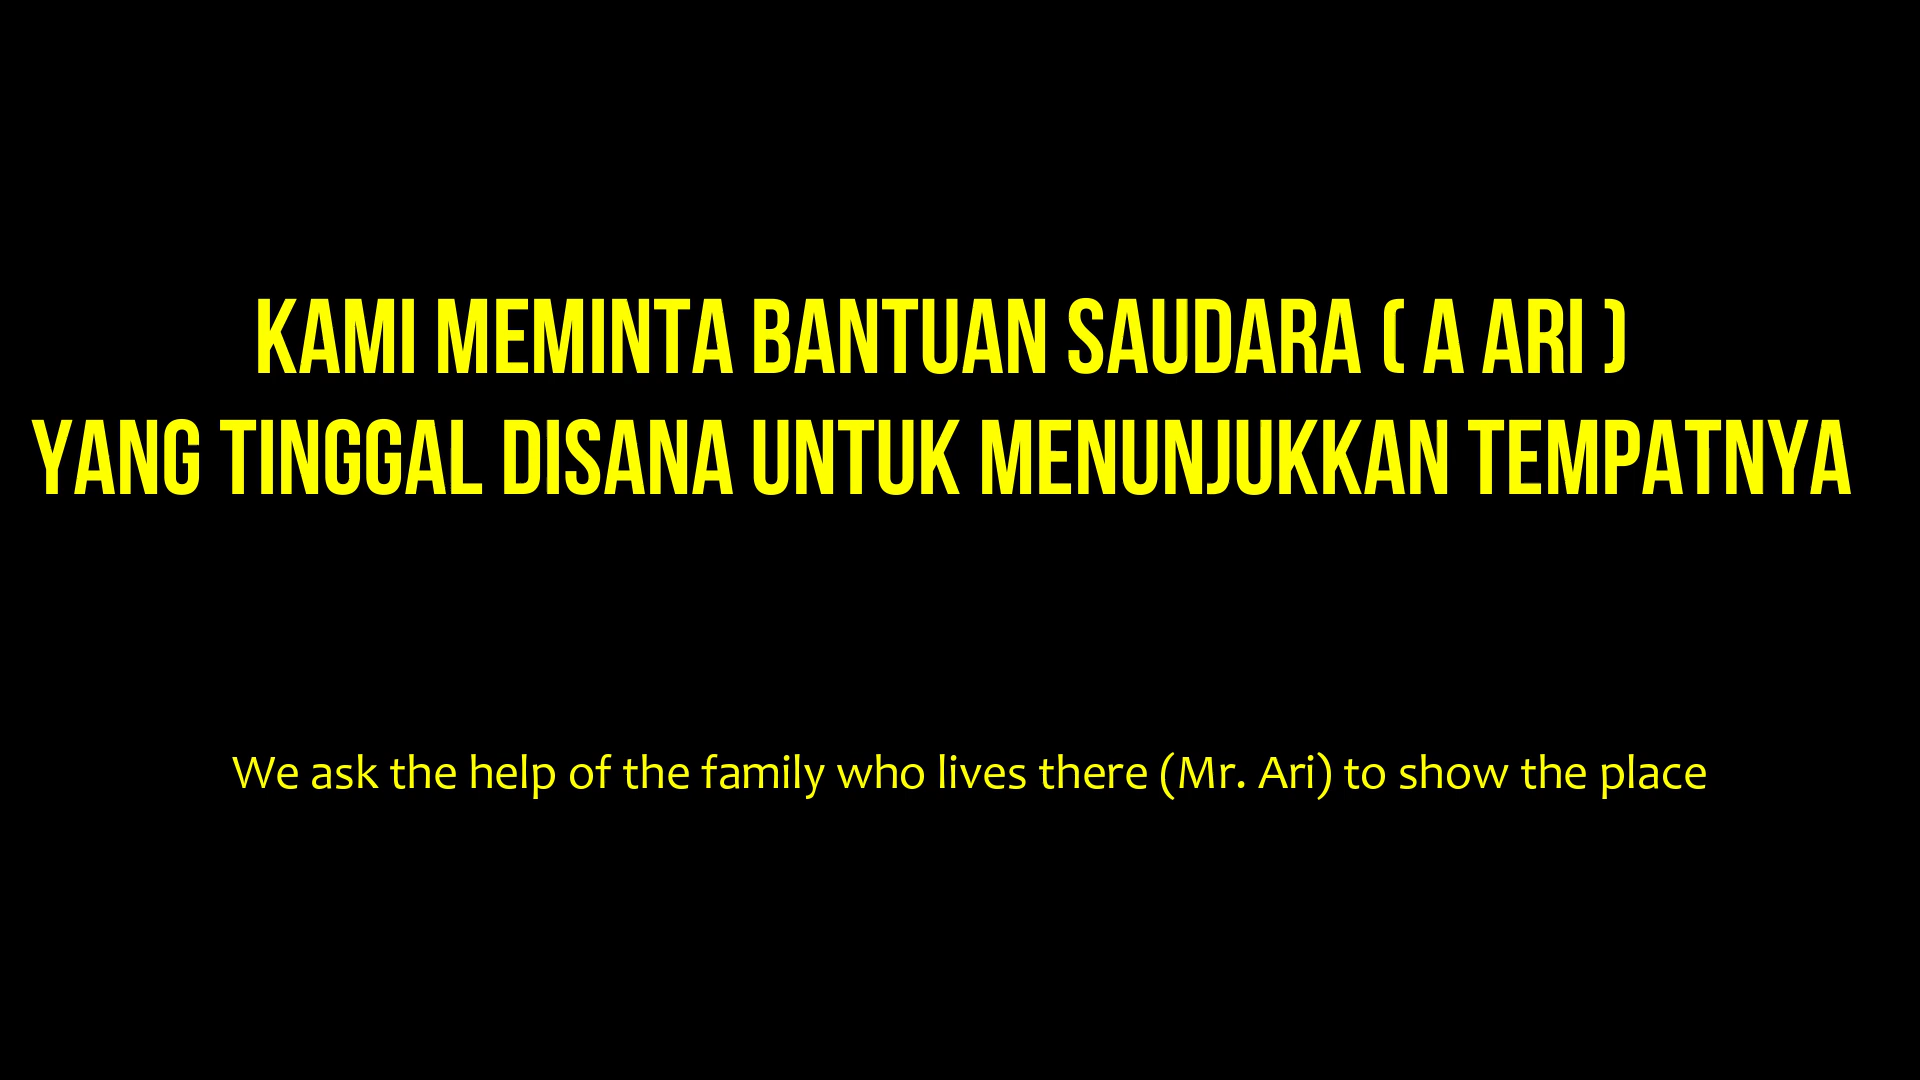 KAMI MEMINTA BANTUAN SAUDARA ( A ARI )
YANG TINGGAL DISANA UNTUK MENUNJUKKAN TEMPATNYA
We ask the help of the family who lives there (Mr. Ari) to show the place